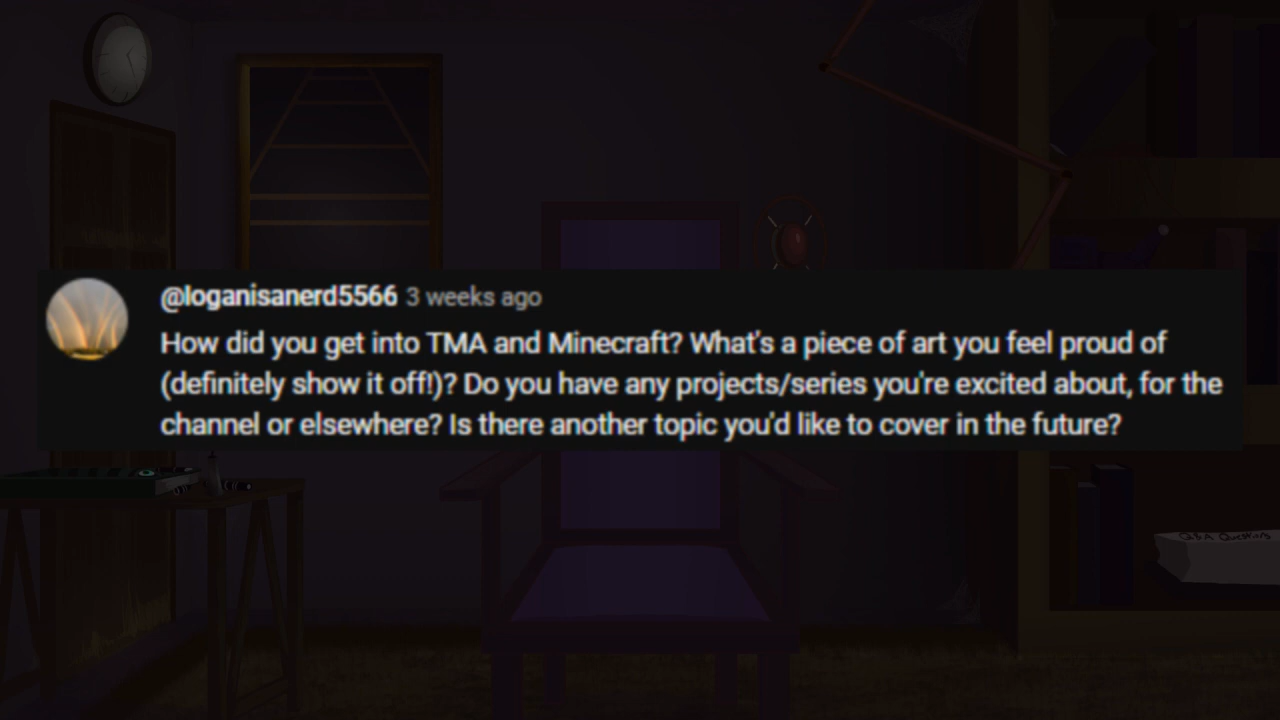 @loganisanerd5566 3 weeks ago
How did you get into TMA and Minecraft? What's a piece of art you feel proud of
(definitely show it off!)? Do you have any projects/series you're excited about, for the
channel or elsewhere? Is there another topic you'd like to cover in the future?
Q&A Questions